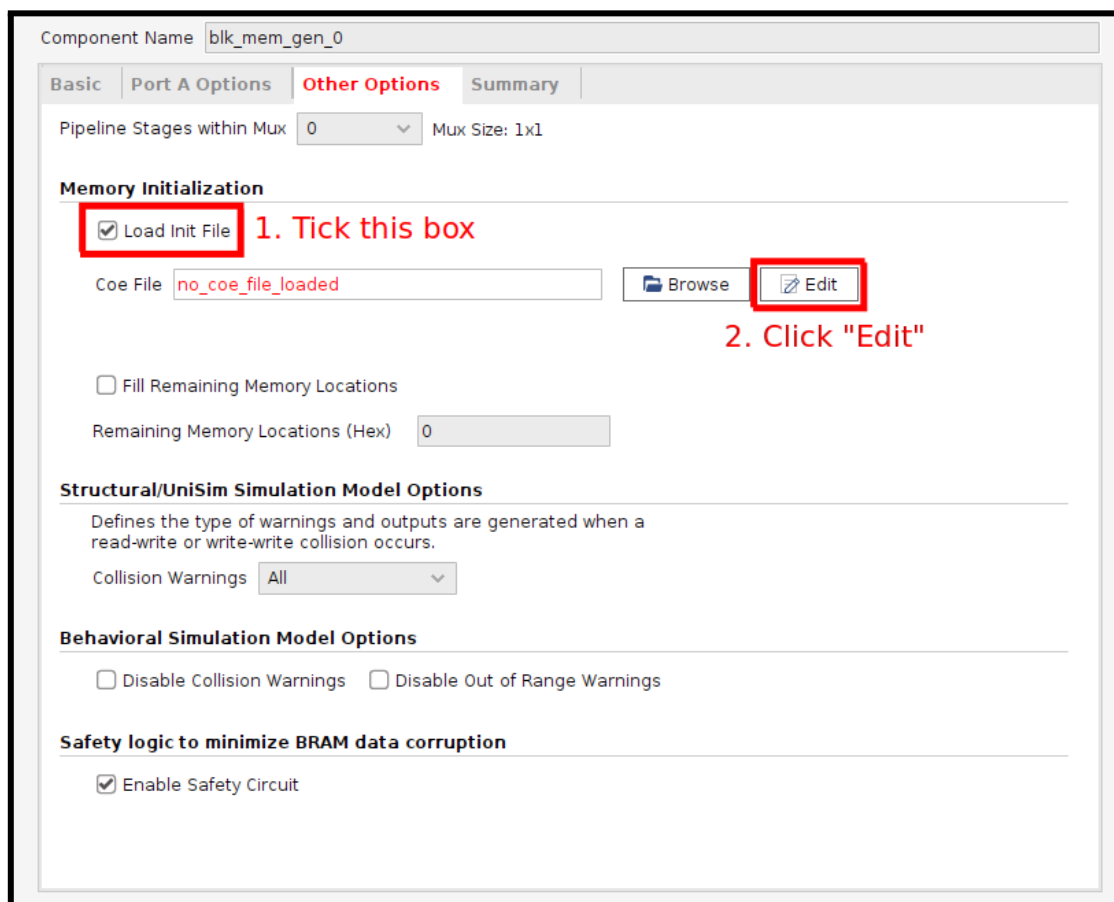 Component Name blk_mem_gen_0
Basic Port A Options Other Options Summary
Pipeline Stages within Mux 0 Mux Size: 1x1
Memory Initialization
Load Init File 1. Tick this box
Coe File no_coe_file_loaded Browse Edit
2. Click "Edit"
Fill Remaining Memory Locations
Remaining Memory Locations (Hex) 0
Structural/UniSim Simulation Model Options
Defines the type of warnings and outputs are generated when a
read-write or write-write collision occurs.
Collision Warnings All
Behavioral Simulation Model Options
Disable Collision Warnings Disable Out of Range Warnings
Safety logic to minimize BRAM data corruption
Enable Safety Circuit